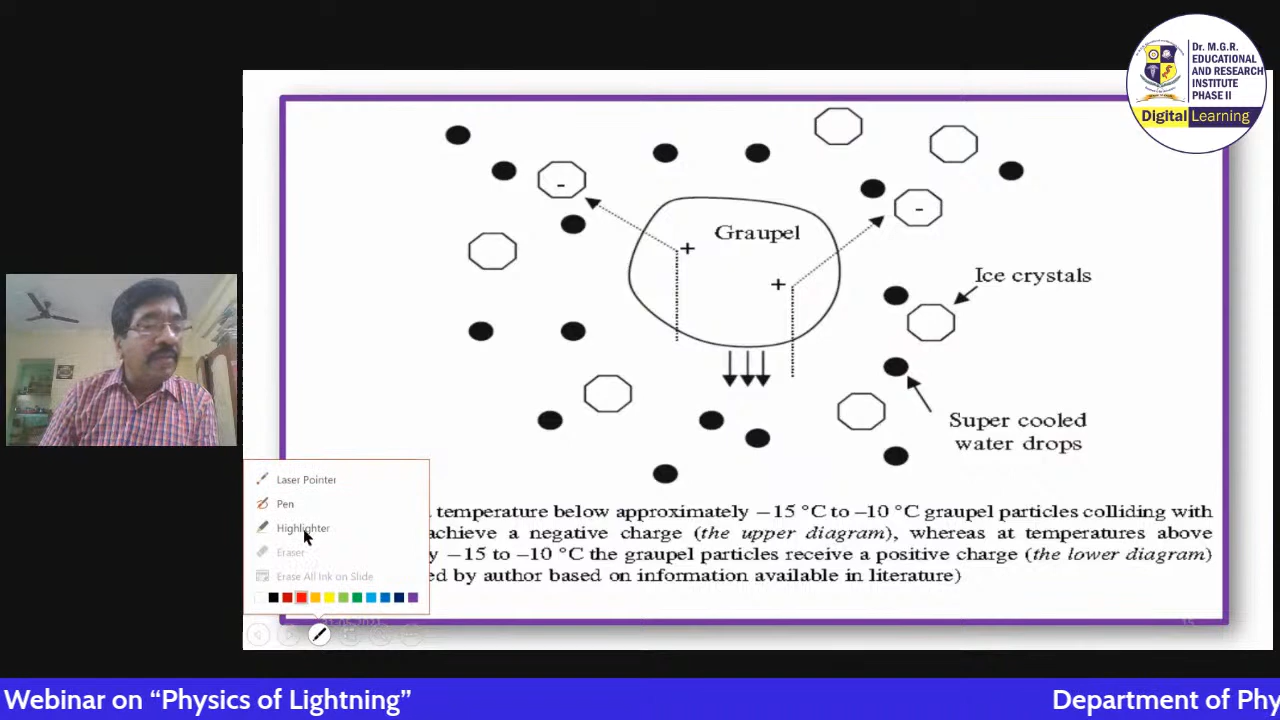 Dr. M.G.R.
EDUCATIONAL
AND RESEARCH
INSTITUTE
PHASE II
Digital Learning
-
-
+
Graupel
+
Ice crystals
Super cooled
water drops
Laser Pointer
Pen
Highlighter
Eraser
Erase All Ink on Slide
temperature below approximately −15 °C to −10 °C graupel particles colliding with
achieve a negative charge (the upper diagram), whereas at temperatures above
−15 to −10 °C the graupel particles receive a positive charge (the lower diagram)
ed by author based on information available in literature)
15
Webinar on “Physics of Lightning”
Department of Phy